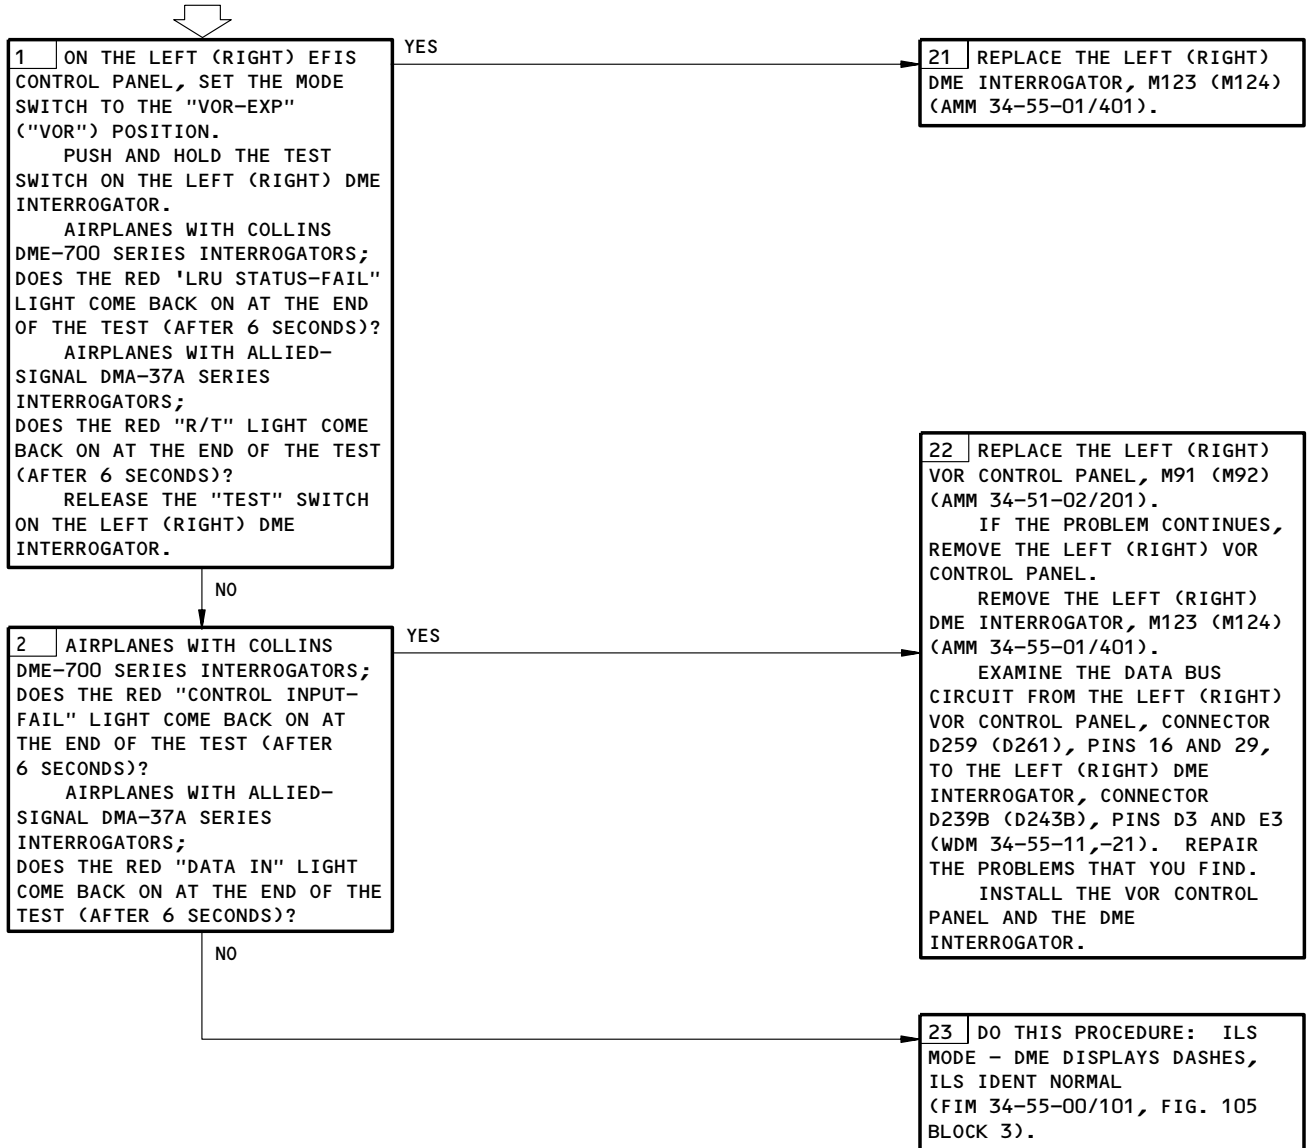 1 ON THE LEFT (RIGHT) EFIS
CONTROL PANEL, SET THE MODE
SWITCH TO THE "VOR-EXP"
("VOR") POSITION.
PUSH AND HOLD THE TEST
SWITCH ON THE LEFT (RIGHT) DME
INTERROGATOR.
AIRPLANES WITH COLLINS
DME-700 SERIES INTERROGATORS;
DOES THE RED 'LRU STATUS-FAIL"
LIGHT COME BACK ON AT THE END
OF THE TEST (AFTER 6 SECONDS)?
AIRPLANES WITH ALLIED-
SIGNAL DMA-37A SERIES
INTERROGATORS;
DOES THE RED "R/T" LIGHT COME
BACK ON AT THE END OF THE TEST
(AFTER 6 SECONDS)?
RELEASE THE "TEST" SWITCH
ON THE LEFT (RIGHT) DME
INTERROGATOR.
YES
21 REPLACE THE LEFT (RIGHT)
DME INTERROGATOR, M123 (M124)
(AMM 34-55-01/401).
NO
2 AIRPLANES WITH COLLINS
DME-700 SERIES INTERROGATORS;
DOES THE RED "CONTROL INPUT-
FAIL" LIGHT COME BACK ON AT
THE END OF THE TEST (AFTER
6 SECONDS)?
AIRPLANES WITH ALLIED-
SIGNAL DMA-37A SERIES
INTERROGATORS;
DOES THE RED "DATA IN" LIGHT
COME BACK ON AT THE END OF THE
TEST (AFTER 6 SECONDS)?
YES
22 REPLACE THE LEFT (RIGHT)
VOR CONTROL PANEL, M91 (M92)
(AMM 34-51-02/201).
IF THE PROBLEM CONTINUES,
REMOVE THE LEFT (RIGHT) VOR
CONTROL PANEL.
REMOVE THE LEFT (RIGHT)
DME INTERROGATOR, M123 (M124)
(AMM 34-55-01/401).
EXAMINE THE DATA BUS
CIRCUIT FROM THE LEFT (RIGHT)
VOR CONTROL PANEL, CONNECTOR
D259 (D261), PINS 16 AND 29,
TO THE LEFT (RIGHT) DME
INTERROGATOR, CONNECTOR
D239B (D243B), PINS D3 AND E3
(WDM 34-55-11,-21). REPAIR
THE PROBLEMS THAT YOU FIND.
INSTALL THE VOR CONTROL
PANEL AND THE DME
INTERROGATOR.
NO
23 DO THIS PROCEDURE: ILS
MODE - DME DISPLAYS DASHES,
ILS IDENT NORMAL
(FIM 34-55-00/101, FIG. 105
BLOCK 3).